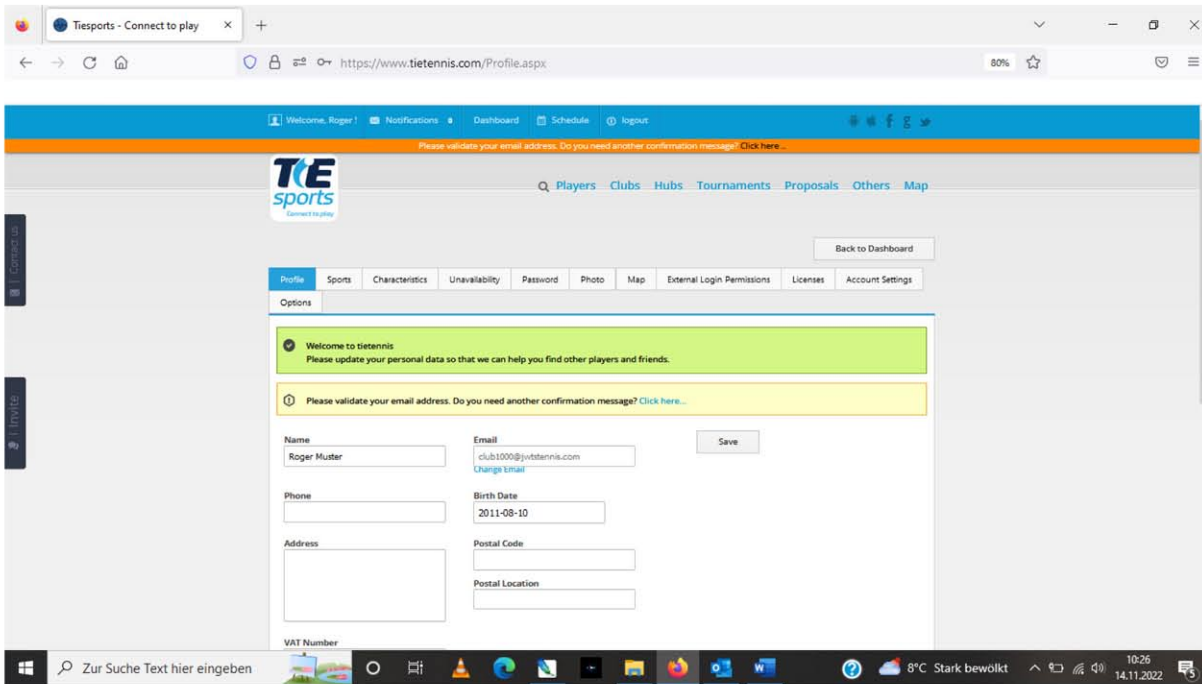 Tiesports - Connect to play
https://www.tietennis.com/Profile.aspx
80%
Welcome, Roger !
Notifications 0
Dashboard
Schedule
logout
Please validate your email address. Do you need another confirmation message? Click here ...
TIE
sports
Connect to play
Players Clubs Hubs Tournaments Proposals Others Map
Contact us
Back to Dashboard
Profile Sports Characteristics Unavailability Password Photo Map External Login Permissions Licenses Account Settings
Options
Welcome to tietennis
Please update your personal data so that we can help you find other players and friends.
Please validate your email address. Do you need another confirmation message? Click here...
Invite
Name
Roger Muster
Email
club1000@jwtstennis.com
Change Email
Save
Phone
Birth Date
2011-08-10
Address
Postal Code
Postal Location
VAT Number
Zur Suche Text hier eingeben
8°C Stark bewölkt
10:26
14.11.2022